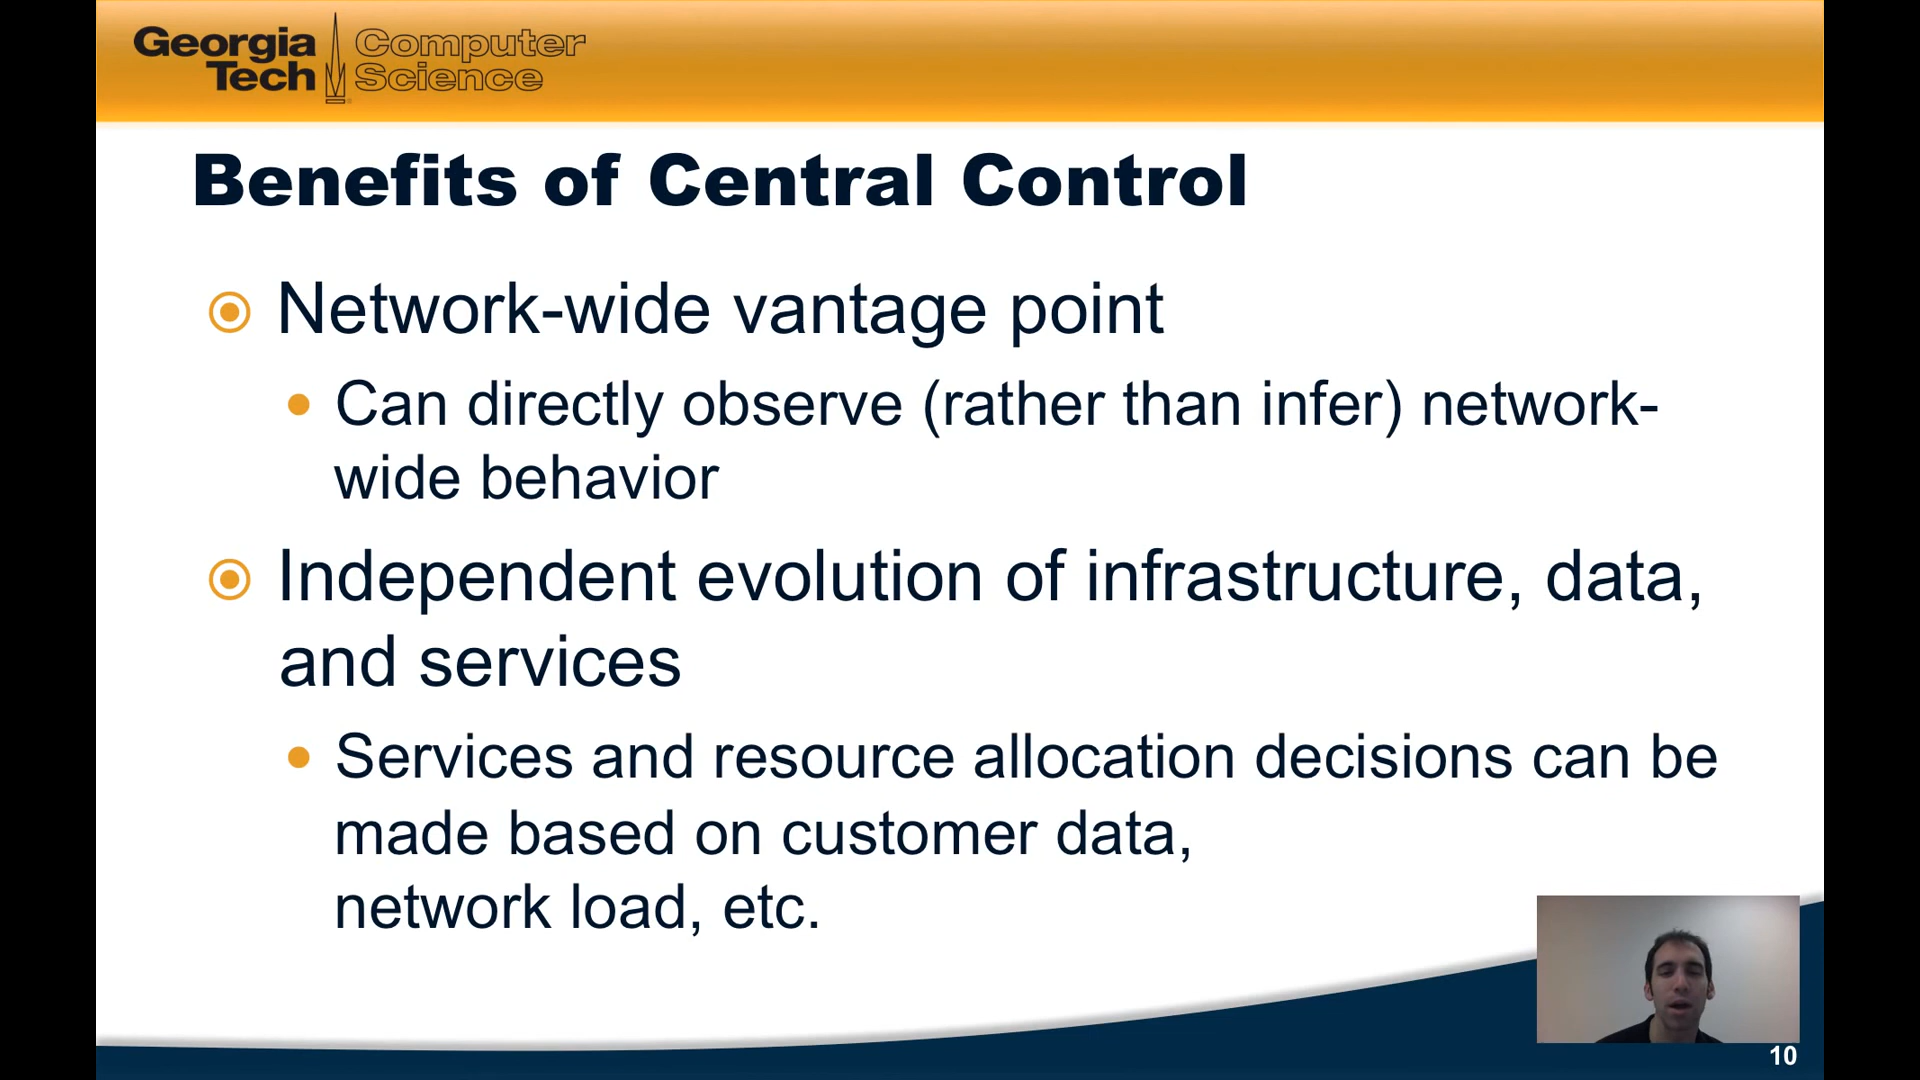 Georgia
Tech
Computer
Science
Benefits of Central Control
Network-wide vantage point
Can directly observe (rather than infer) network-
wide behavior
Independent evolution of infrastructure, data,
and services
Services and resource allocation decisions can be
made based on customer data,
network load, etc.
10